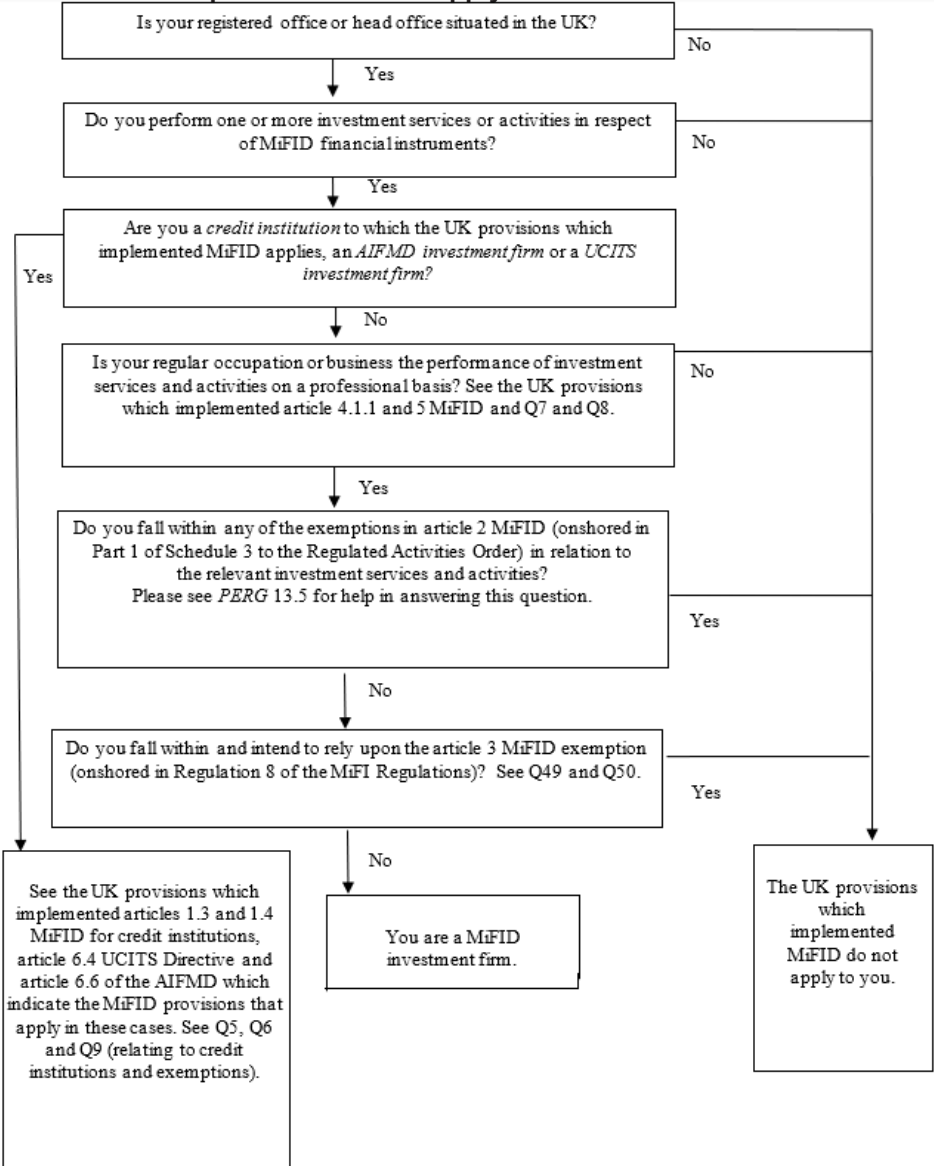 Is your registered office or head office situated in the UK?
No
Yes
Do you perform one or more investment services or activities in respect
of MiFID financial instruments?
No
Yes
Are you a credit institution to which the UK provisions which
implemented MiFID applies, an AIFMD investment firm or a UCITS
investment firm?
Yes
No
Is your regular occupation or business the performance of investment
services and activities on a professional basis? See the UK provisions
which implemented article 4.1.1 and 5 MiFID and Q7 and Q8.
No
Yes
Do you fall within any of the exemptions in article 2 MiFID (onshored in
Part 1 of Schedule 3 to the Regulated Activities Order) in relation to
the relevant investment services and activities?
Please see PERG 13.5 for help in answering this question.
Yes
No
Do you fall within and intend to rely upon the article 3 MiFID exemption
(onshored in Regulation 8 of the MiFI Regulations)? See Q49 and Q50.
Yes
No
See the UK provisions which
implemented articles 1.3 and 1.4
MiFID for credit institutions,
article 6.4 UCITS Directive and
article 6.6 of the AIFMD which
indicate the MiFID provisions that
apply in these cases. See Q5, Q6
and Q9 (relating to credit
institutions and exemptions).
You are a MiFID
investment firm.
The UK provisions
which
implemented
MiFID do not
apply to you.